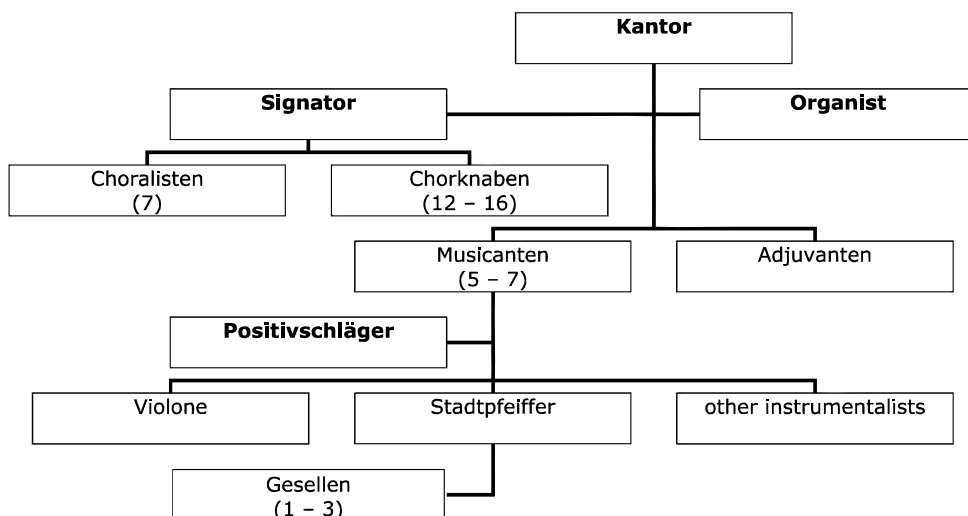 Kantor
Signator
Organist
Choralisten
(7)
Chorknaben
(12 – 16)
Musicanten
(5 – 7)
Adjuvanten
Positivschläger
Violone
Stadtpfeiffer
other instrumentalists
Gesellen
(1 – 3)